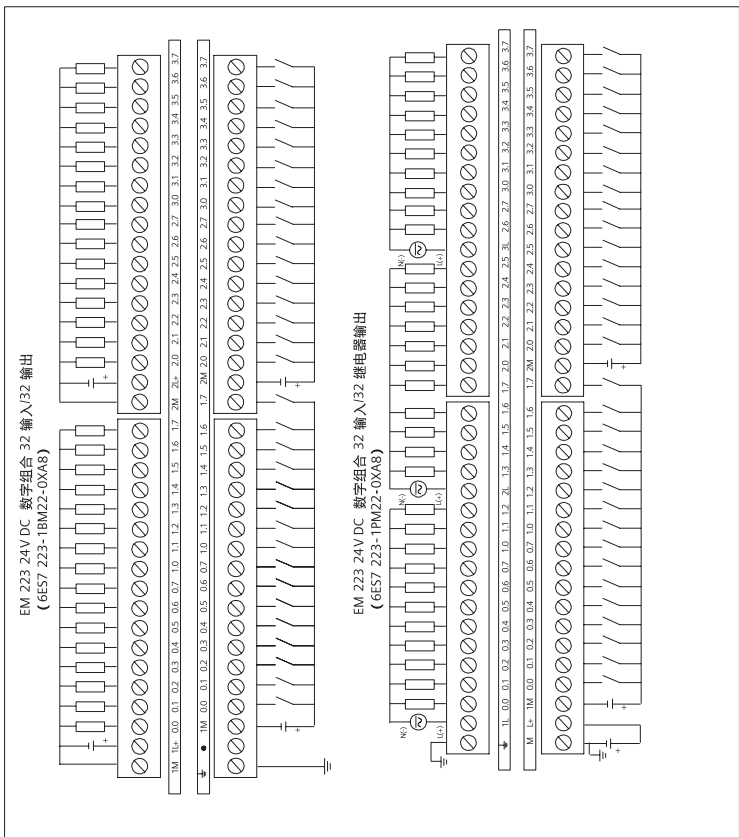 EM 223 24V DC 数字组合 32 输入/32 输出
(6ES7 223-1BM22-0XA8)
+ +
1M 1L+ 0.0 0.1 0.2 0.3 0.4 0.5 0.6 0.7 1.0 1.1 1.2 1.3 1.4 1.5 1.6 1.7 2M 2L+ 2.0 2.1 2.2 2.3 2.4 2.5 2.6 2.7 3.0 3.1 3.2 3.3 3.4 3.5 3.6 3.7
1M 0.0 0.1 0.2 0.3 0.4 0.5 0.6 0.7 1.0 1.1 1.2 1.3 1.4 1.5 1.6 1.7 2M 2.0 2.1 2.2 2.3 2.4 2.5 2.6 2.7 3.0 3.1 3.2 3.3 3.4 3.5 3.6 3.7
+ +
EM 223 24V DC 数字组合 32 输入/32 继电器输出
(6ES7 223-1PM22-0XA8)
N(-) N(-) N(-)
L(+) L(+) L(+)
1L 0.0 0.1 0.2 0.3 0.4 0.5 0.6 0.7 1.0 1.1 1.2 2L 1.3 1.4 1.5 1.6 1.7 2.0 2.1 2.2 2.3 2.4 2.5 3L 2.6 2.7 3.0 3.1 3.2 3.3 3.4 3.5 3.6 3.7
M L+ 1M 0.0 0.1 0.2 0.3 0.4 0.5 0.6 0.7 1.0 1.1 1.2 1.3 1.4 1.5 1.6 1.7 2M 2.0 2.1 2.2 2.3 2.4 2.5 2.6 2.7 3.0 3.1 3.2 3.3 3.4 3.5 3.6 3.7
+ + +